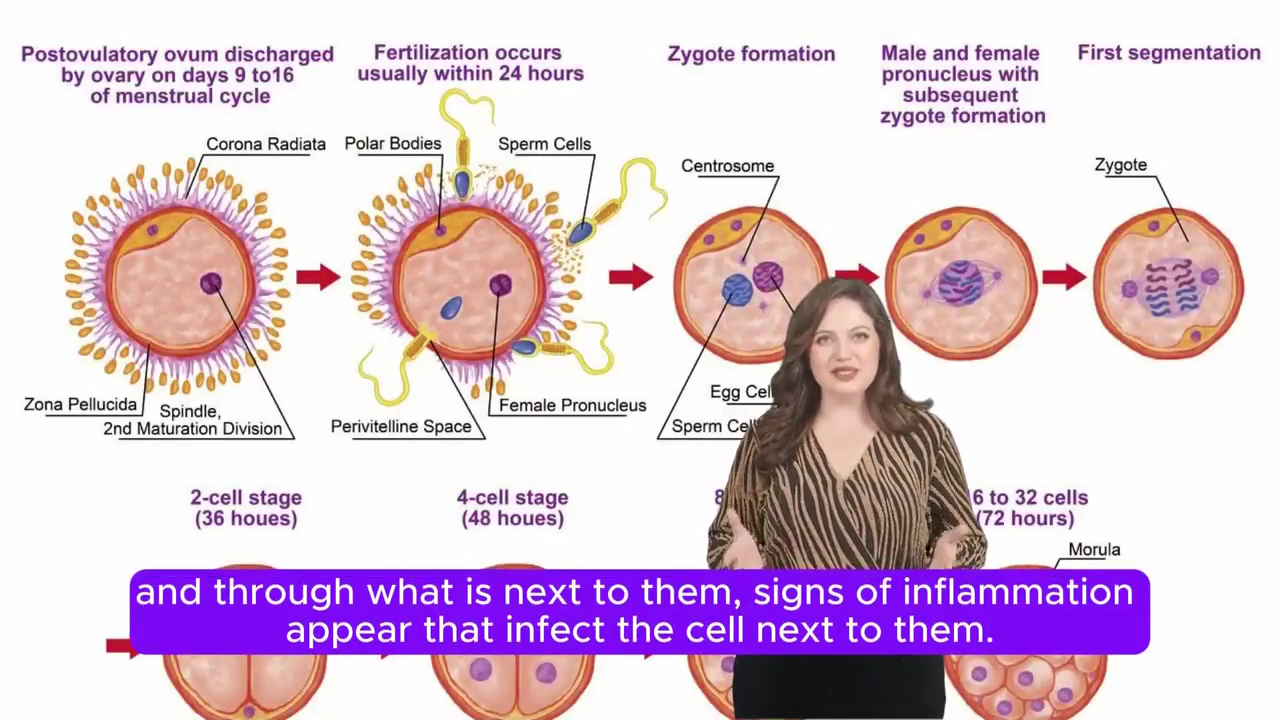 Postovulatory ovum discharged
by ovary on days 9 to16
of menstrual cycle
Fertilization occurs
usually within 24 hours
Zygote formation
Male and female
pronucleus with
subsequent
zygote formation
First segmentation
Corona Radiata
Polar Bodies
Sperm Cells
Centrosome
Zygote
Zona Pellucida
Spindle,
2nd Maturation Division
Perivitelline Space
Female Pronucleus
Egg Cel
Sperm Cel
2-cell stage
(36 houes)
4-cell stage
(48 houes)
8
6 to 32 cells
(72 hours)
Morula
and through what is next to them, signs of inflammation
appear that infect the cell next to them.